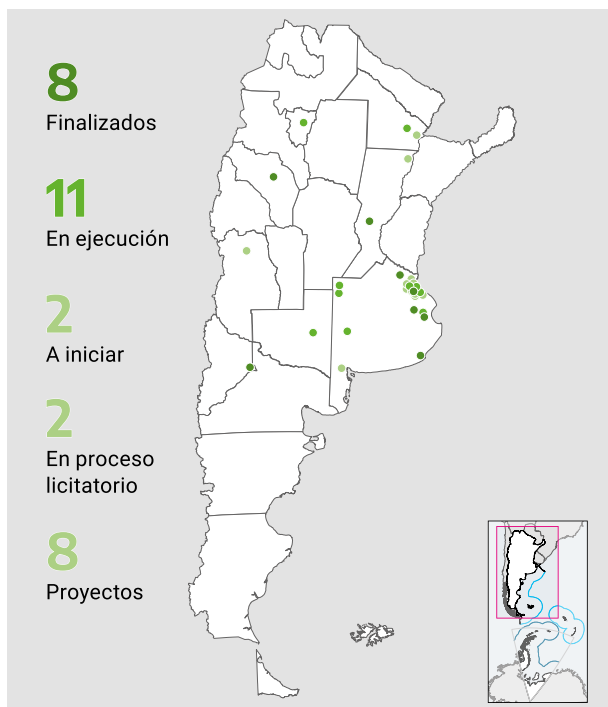 8
Finalizados
11
En ejecución
2
A iniciar
2
En proceso
licitatorio
8
Proyectos